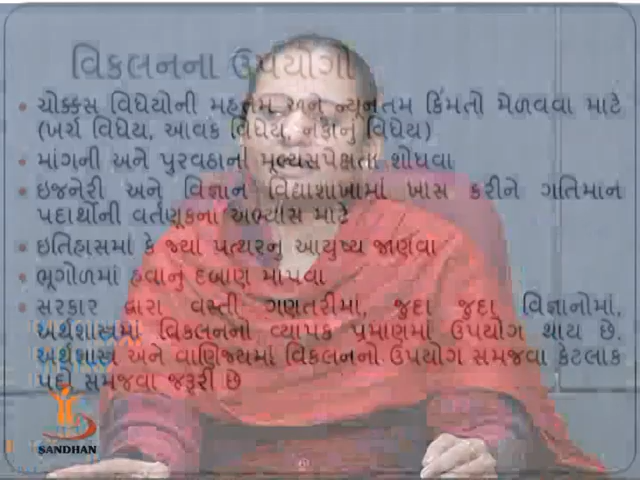 વિકલનના ઉપયોગો
• ચોક્કસ વિધેયોની મહત્તમ અને ન્યૂનતમ કિંમતો મેળવવા માટે
(ખર્ચ વિધેય, આવક વિધેય, નફાનું વિધેય)
• માંગની અને પુરવઠાની મૂલ્યસપેક્ષતા શોધવા
• ઇજનેરી અને વિજ્ઞાન વિદ્યાશાખામાં ખાસ કરીને ગતિમાન
પદાર્થોની વર્તણૂકના અભ્યાસ માટે
• ઇતિહાસમાં કે જ્યાં પત્થરનું આયુષ્ય જાણવા
• ભૂગોળમાં હવાનું દબાણ માપવા
• સરકાર દ્વારા વસ્તી ગણતરીમાં, જુદા જુદા વિજ્ઞાનોમાં,
અર્થશાસ્ત્રમાં વિકલનનો વ્યાપક પ્રમાણમાં ઉપયોગ થાય છે.
અર્થશાસ્ત્ર અને વાણિજ્યમાં વિકલનનો ઉપયોગ સમજવા કેટલાક
પદો સમજવા જરૂરી છે
SANDHAN